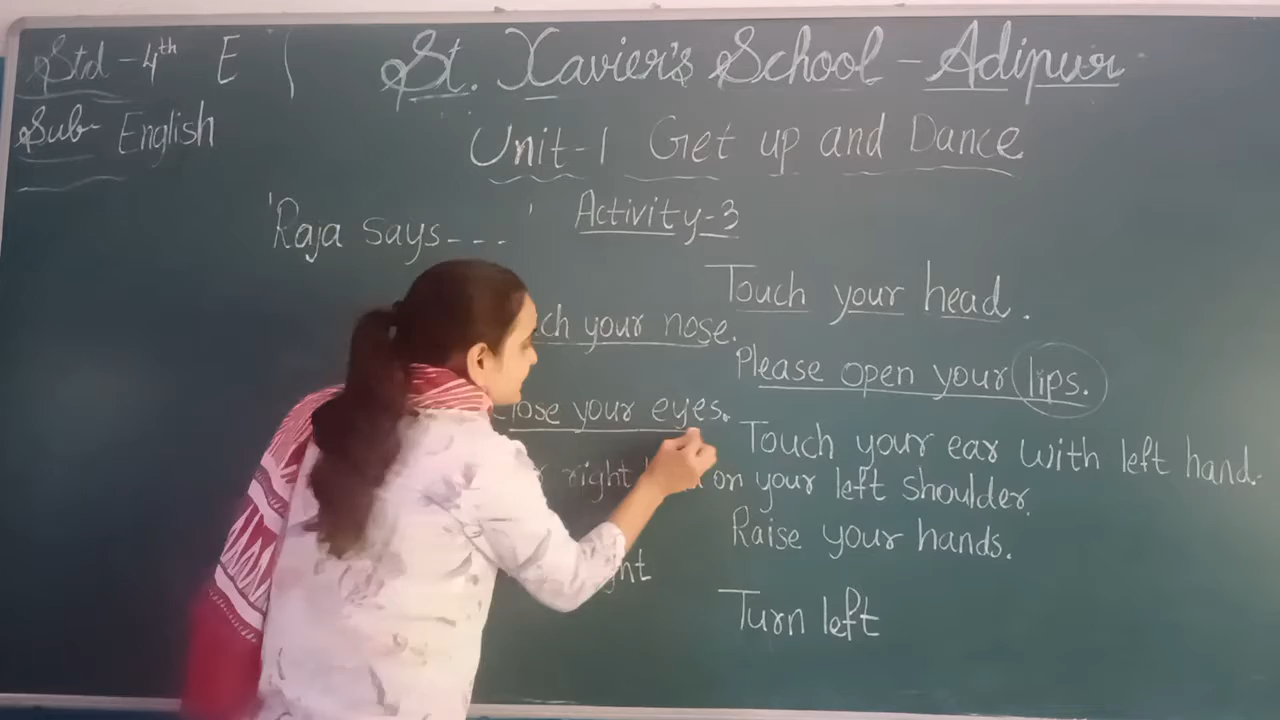 Std - 4th E
St. Xavier's School - Adipur
Sub - English
Unit-1 Get up and Dance
Activity-3
'Raja says - - -
Touch your head.
your nose.
Please open your lips.
Close your eyes.
Touch your ear with left hand.
right on your left shoulder.
Raise your hands.
Turn left